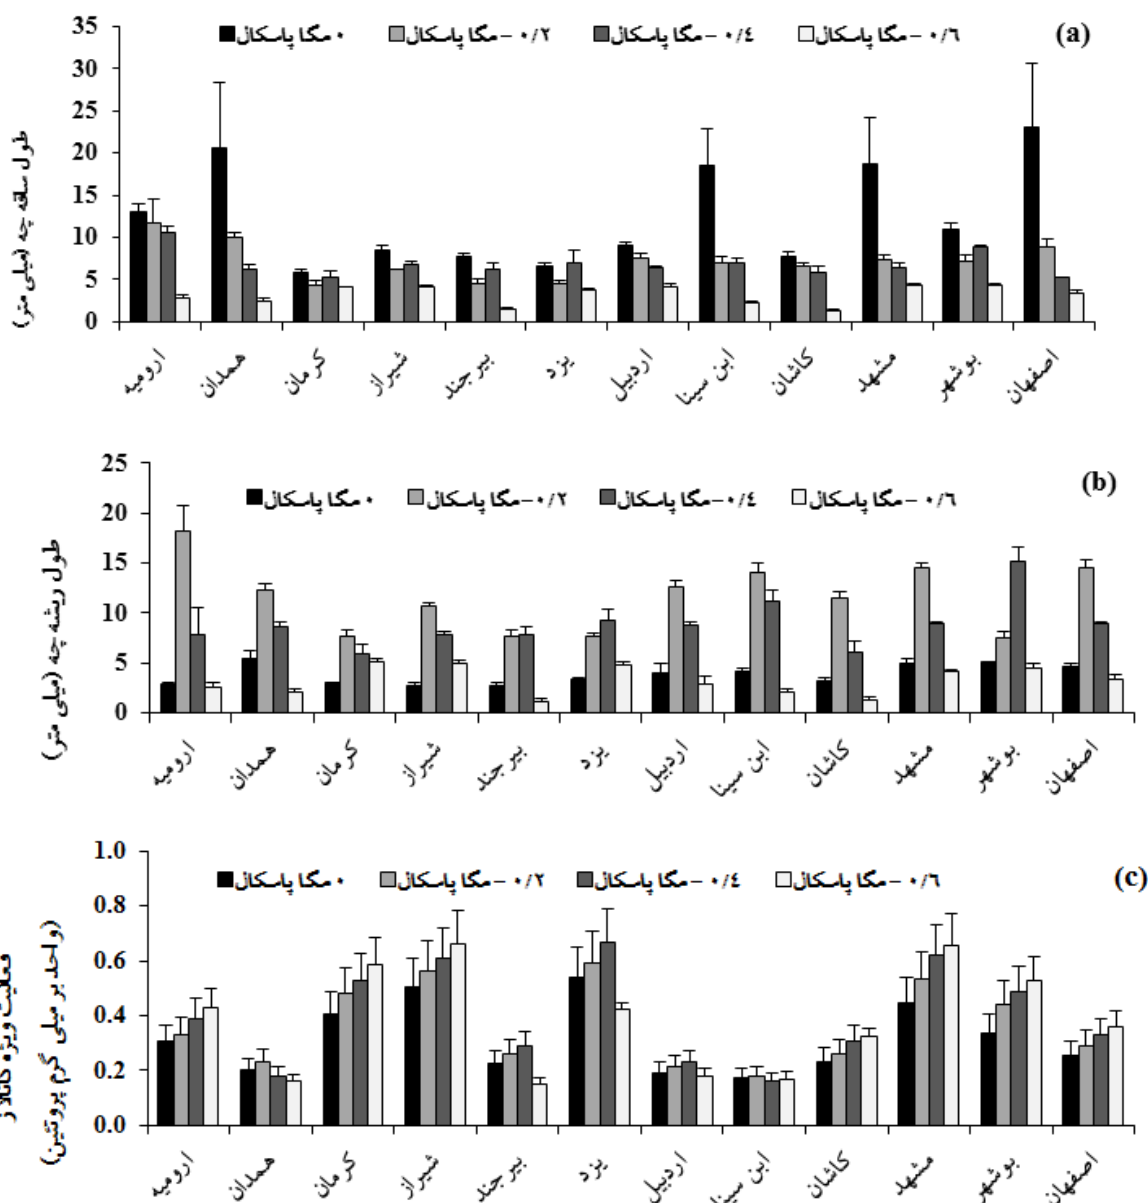 (a)
۰ مگا پاسکال
۰/۲ – مگا پاسکال
۰/٤ – مگا پاسکال
۰/٦ – مگا پاسکال
طول ساقه چه (میلی متر)
35
30
25
20
15
10
5
0
ارومیه
همدان
کرمان
شیراز
بیرجند
یزد
اردبیل
ابن سینا
کاشان
مشهد
بوشهر
اصفهان
(b)
۰ مگا پاسکال
۰/۲– مگا پاسکال
۰/٤– مگا پاسکال
۰/٦ – مگا پاسکال
طول ریشه چه (میلی متر)
25
20
15
10
5
0
ارومیه
همدان
کرمان
شیراز
بیرجند
یزد
اردبیل
ابن سینا
کاشان
مشهد
بوشهر
اصفهان
(c)
۰ مگا پاسکال
۰/۲ – مگا پاسکال
۰/٤ – مگا پاسکال
۰/٦ – مگا پاسکال
فعالیت ویژه کاتالاز
(واحد بر میلی گرم پروتئین)
1.0
0.8
0.6
0.4
0.2
0.0
ارومیه
همدان
کرمان
شیراز
بیرجند
یزد
اردبیل
ابن سینا
کاشان
مشهد
بوشهر
اصفهان